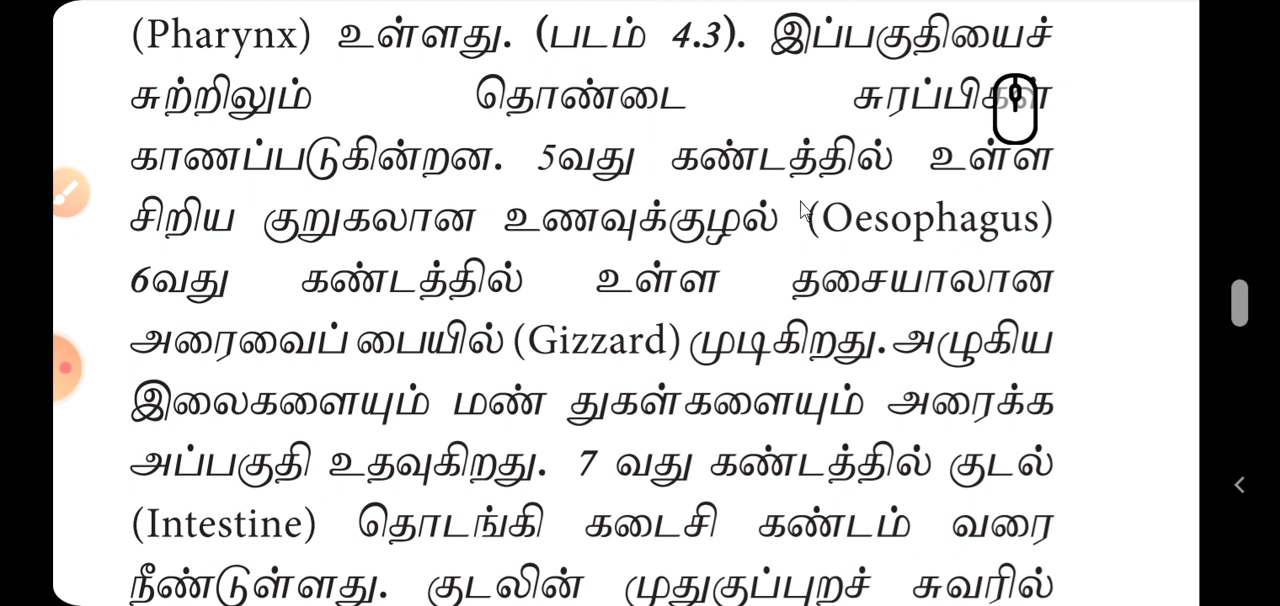 (Pharynx) உள்ளது. (படம் 4.3). இப்பகுதியைச்
சுற்றிலும் தொண்டை சுரப்பிகள்
காணப்படுகின்றன. 5வது கண்டத்தில் உள்ள
சிறிய குறுகலான உணவுக்குழல் (Oesophagus)
6வது கண்டத்தில் உள்ள தசையாலான
அரைவைப் பையில் (Gizzard) முடிகிறது. அழுகிய
இலைகளையும் மண் துகள்களையும் அரைக்க
அப்பகுதி உதவுகிறது. 7 வது கண்டத்தில் குடல்
(Intestine) தொடங்கி கடைசி கண்டம் வரை
நீண்டுள்ளது. குடலின் முதுகுப்புறச் சுவரில்